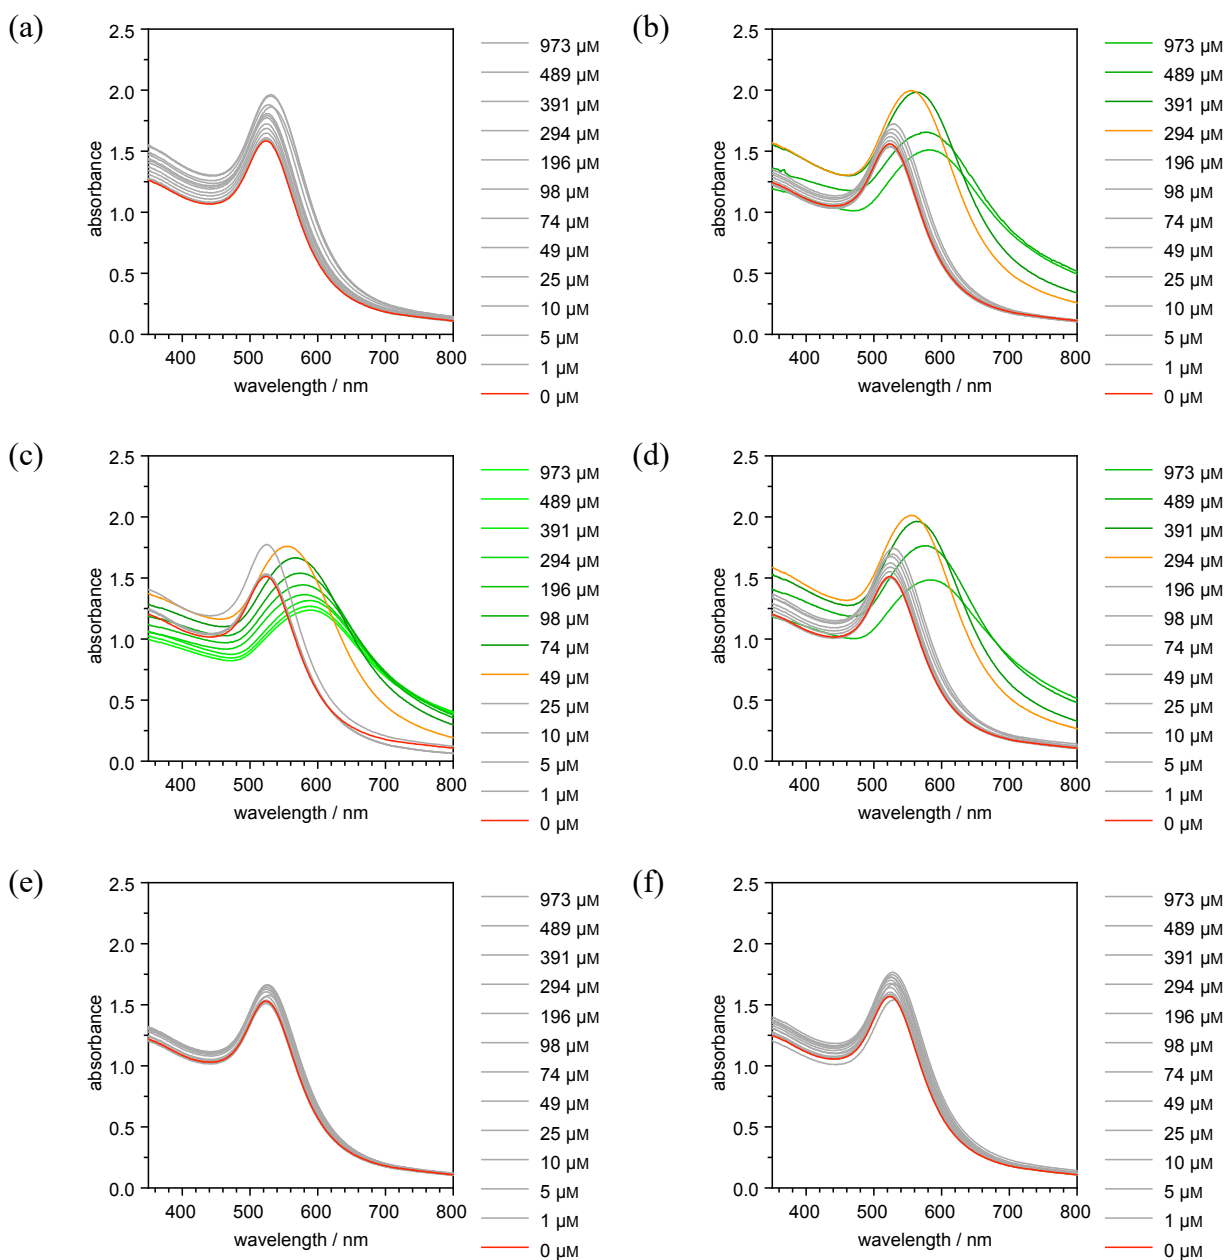 (a)
2.5
2.0
1.5
1.0
0.5
0.0
absorbance
400 500 600 700 800
wavelength / nm
973 µM
489 µM
391 µM
294 µM
196 µM
98 µM
74 µM
49 µM
25 µM
10 µM
5 µM
1 µM
0 µM
(b)
2.5
2.0
1.5
1.0
0.5
0.0
absorbance
400 500 600 700 800
wavelength / nm
973 µM
489 µM
391 µM
294 µM
196 µM
98 µM
74 µM
49 µM
25 µM
10 µM
5 µM
1 µM
0 µM
(c)
2.5
2.0
1.5
1.0
0.5
0.0
absorbance
400 500 600 700 800
wavelength / nm
973 µM
489 µM
391 µM
294 µM
196 µM
98 µM
74 µM
49 µM
25 µM
10 µM
5 µM
1 µM
0 µM
(d)
2.5
2.0
1.5
1.0
0.5
0.0
absorbance
400 500 600 700 800
wavelength / nm
973 µM
489 µM
391 µM
294 µM
196 µM
98 µM
74 µM
49 µM
25 µM
10 µM
5 µM
1 µM
0 µM
(e)
2.5
2.0
1.5
1.0
0.5
0.0
absorbance
400 500 600 700 800
wavelength / nm
973 µM
489 µM
391 µM
294 µM
196 µM
98 µM
74 µM
49 µM
25 µM
10 µM
5 µM
1 µM
0 µM
(f)
2.5
2.0
1.5
1.0
0.5
0.0
absorbance
400 500 600 700 800
wavelength / nm
973 µM
489 µM
391 µM
294 µM
196 µM
98 µM
74 µM
49 µM
25 µM
10 µM
5 µM
1 µM
0 µM